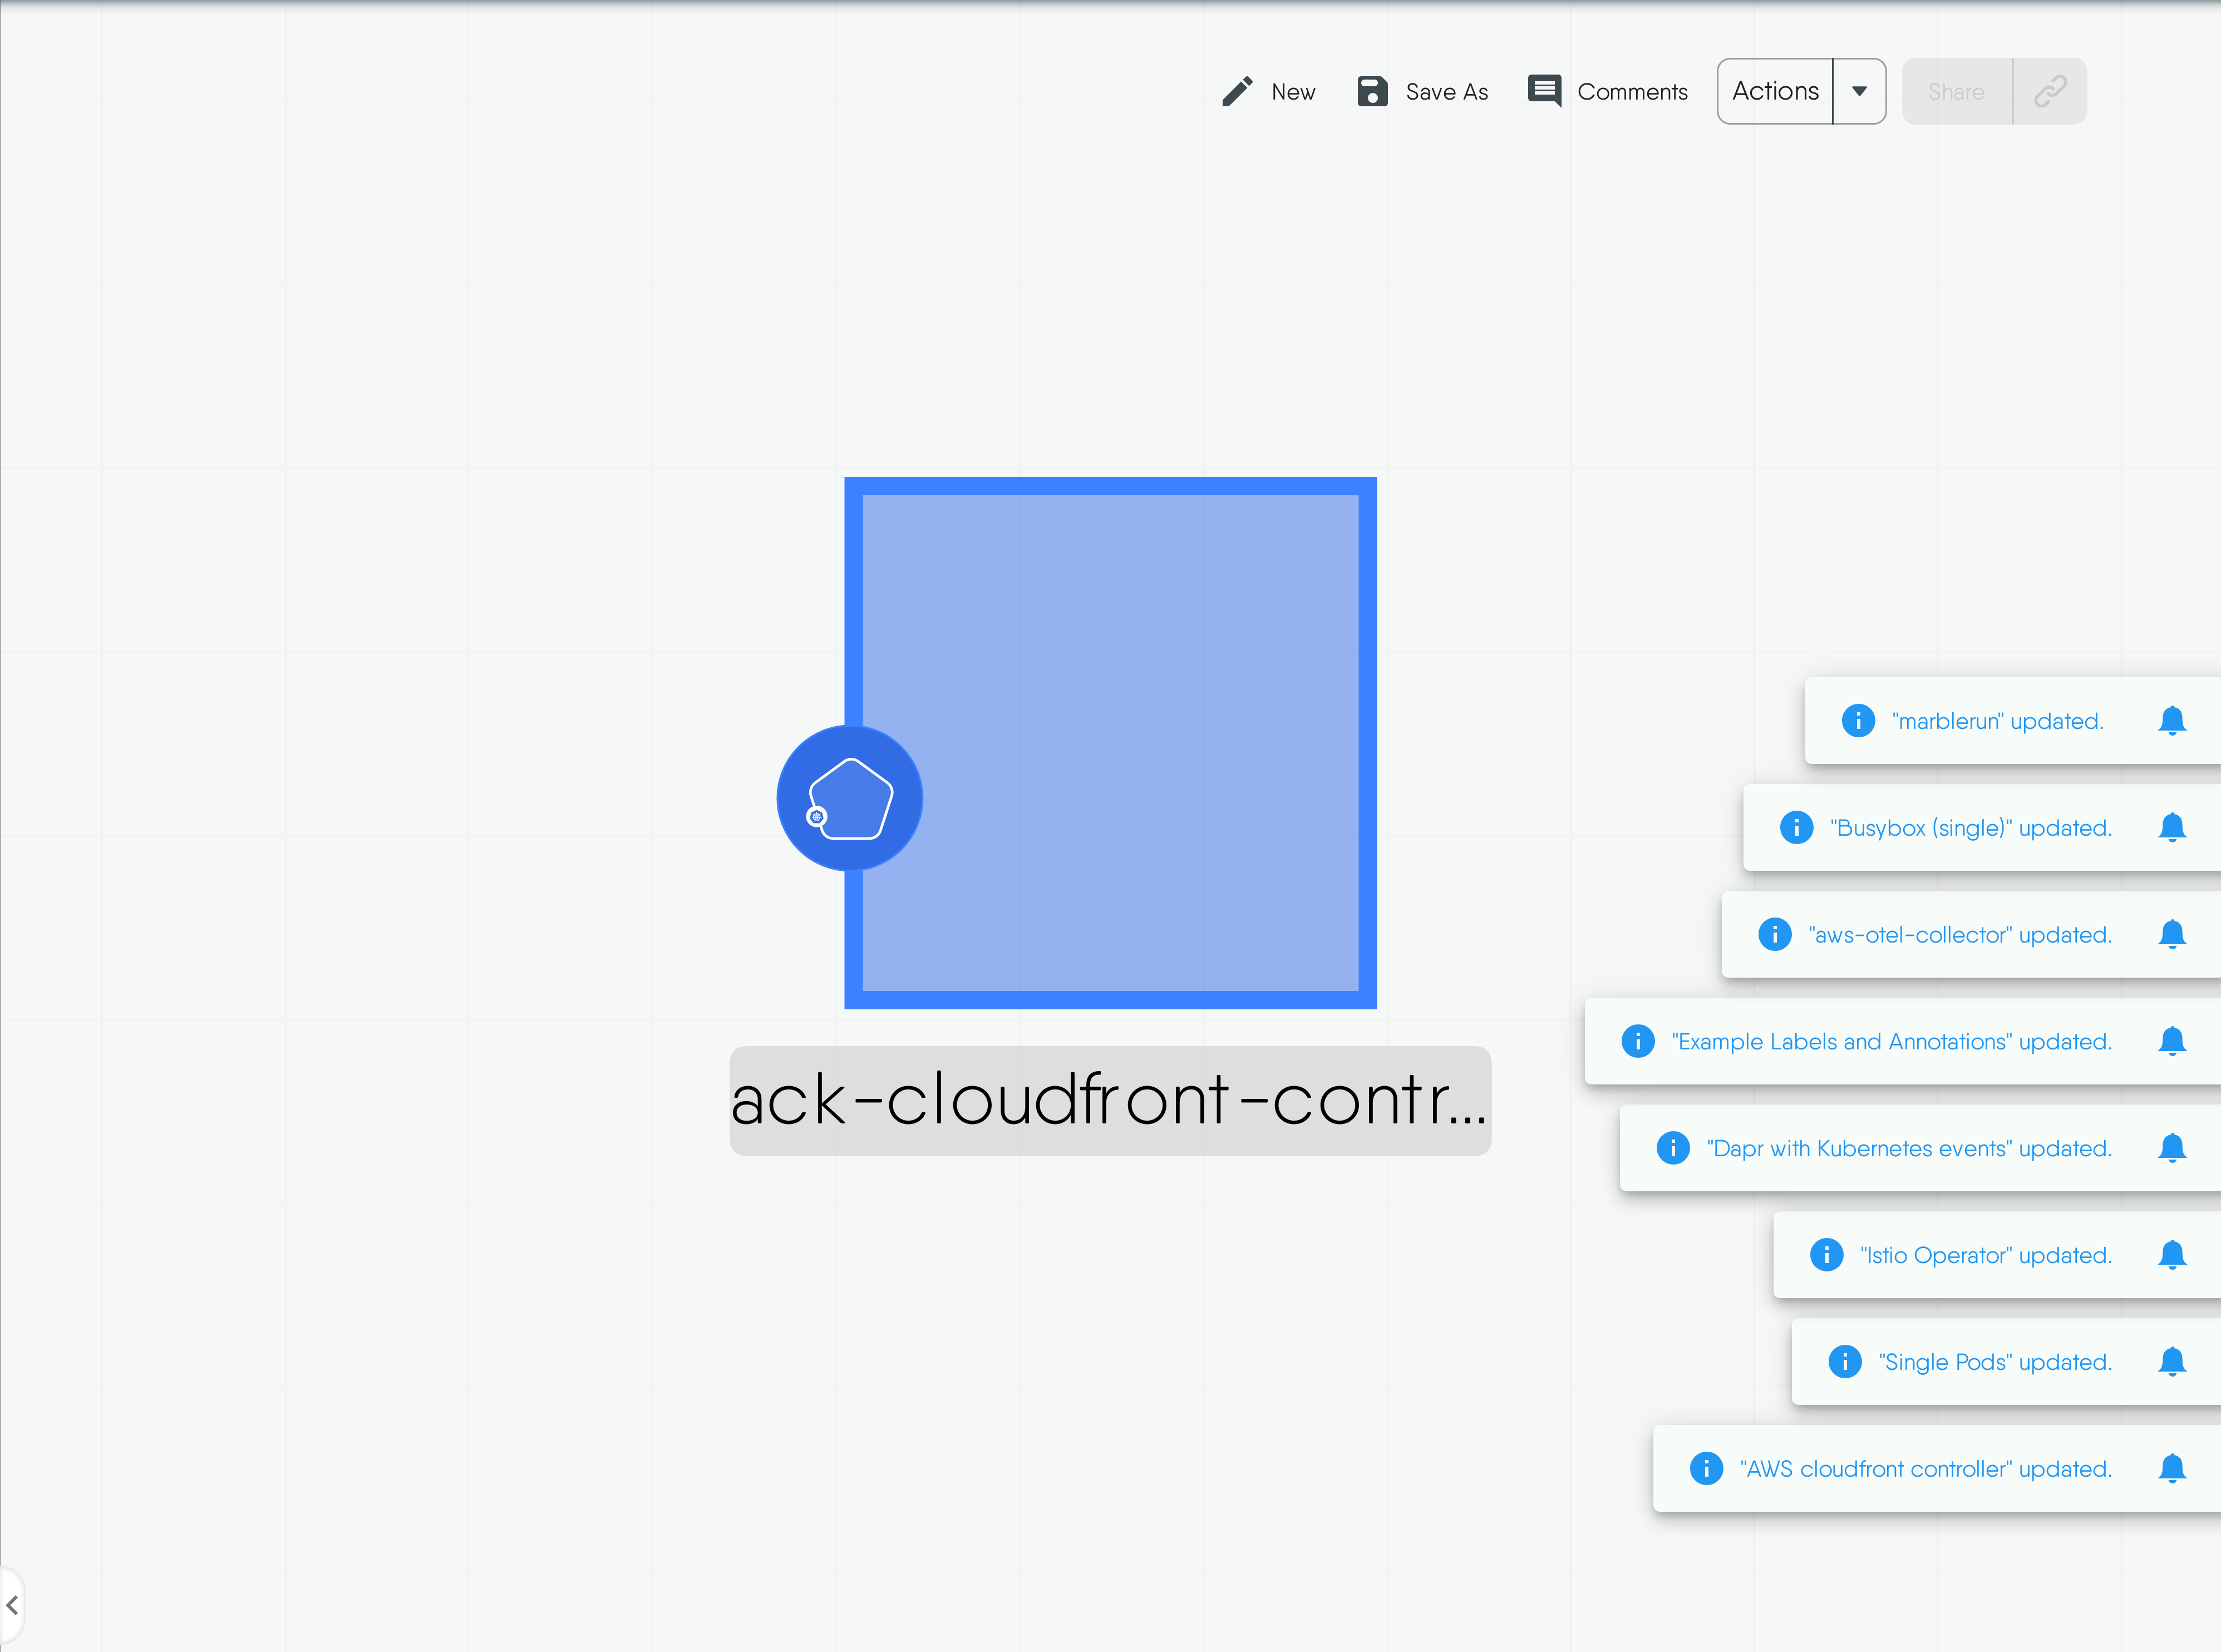 New
Save As
Comments
Actions
Share
ack-cloudfront-contr...
"marblerun" updated.
"Busybox (single)" updated.
"aws-otel-collector" updated.
"Example Labels and Annotations" updated.
"Dapr with Kubernetes events" updated.
"Istio Operator" updated.
"Single Pods" updated.
"AWS cloudfront controller" updated.